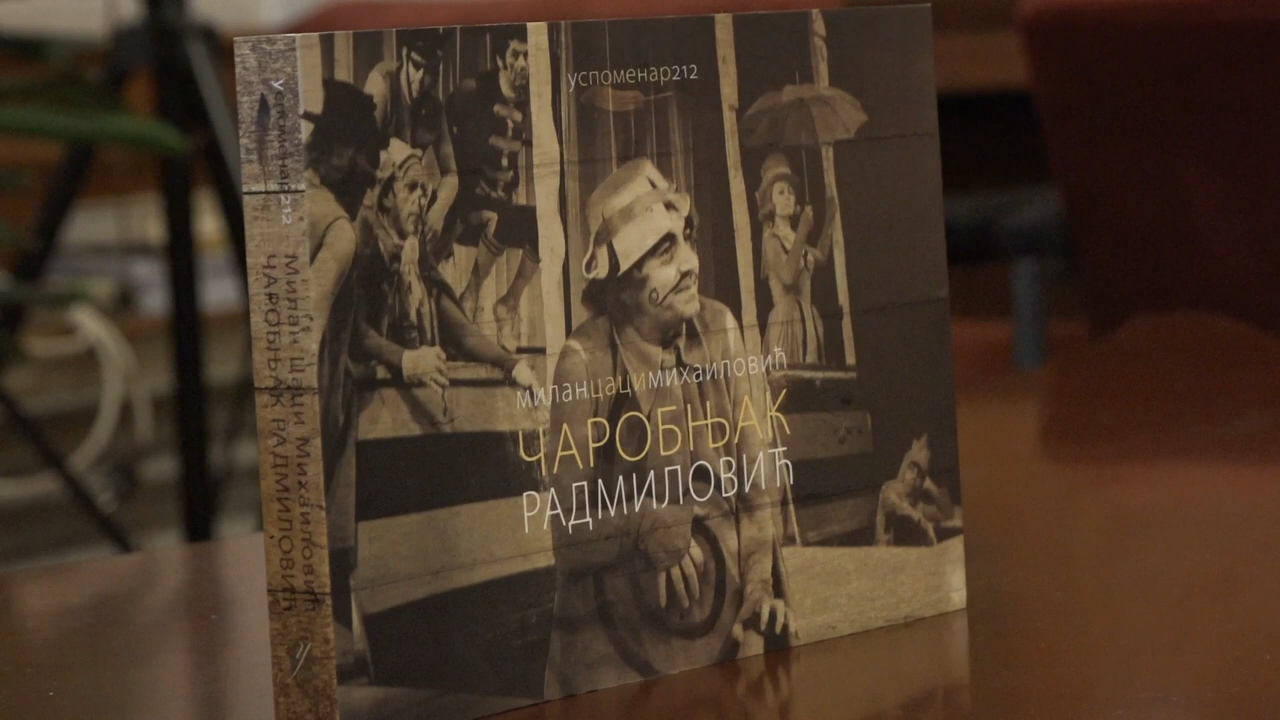 успоменар212
миланцацимихаиловић
ЧАРОБЊАК
РАДМИЛОВИЋ
успоменар212
Милан Цаци Михаиловић
ЧАРОБЊАК РАДМИЛОВИЋ